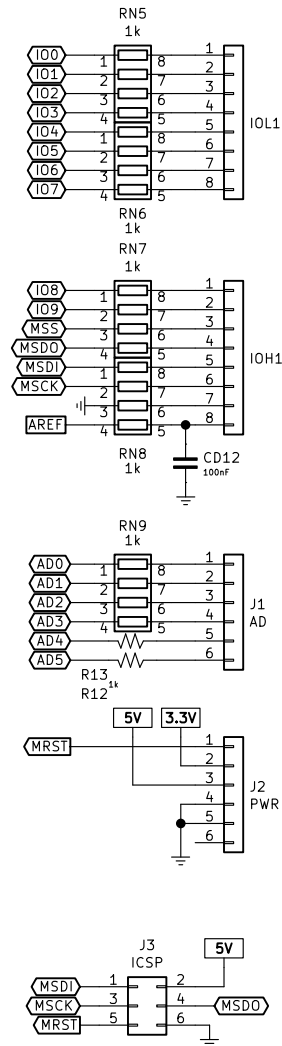 RN5
1k
IO0 1 8 1
IO1 2 7 2
IO2 3 6 3
IO3 4 5 4
IO4 1 8 5
IO5 2 7 6
IO6 3 6 7
IO7 4 5 8
IOL1
RN6
1k
RN7
1k
IO8 1 8 1
IO9 2 7 2
MSS 3 6 3
MSDO 4 5 4
MSDI 1 8 5
MSCK 2 7 6
3 6 7
AREF 4 5 8
IOH1
RN8
1k
CD12
100nF
RN9
1k
AD0 1 8 1
AD1 2 7 2
AD2 3 6 3
AD3 4 5 4
AD4 5
AD5 6
J1
AD
R13
R12 1k
5V 3.3V
MRST 1
2
3
4
5
6
J2
PWR
J3
ICSP
5V
MSDI 1 2
MSCK 3 4 MSDO
MRST 5 6